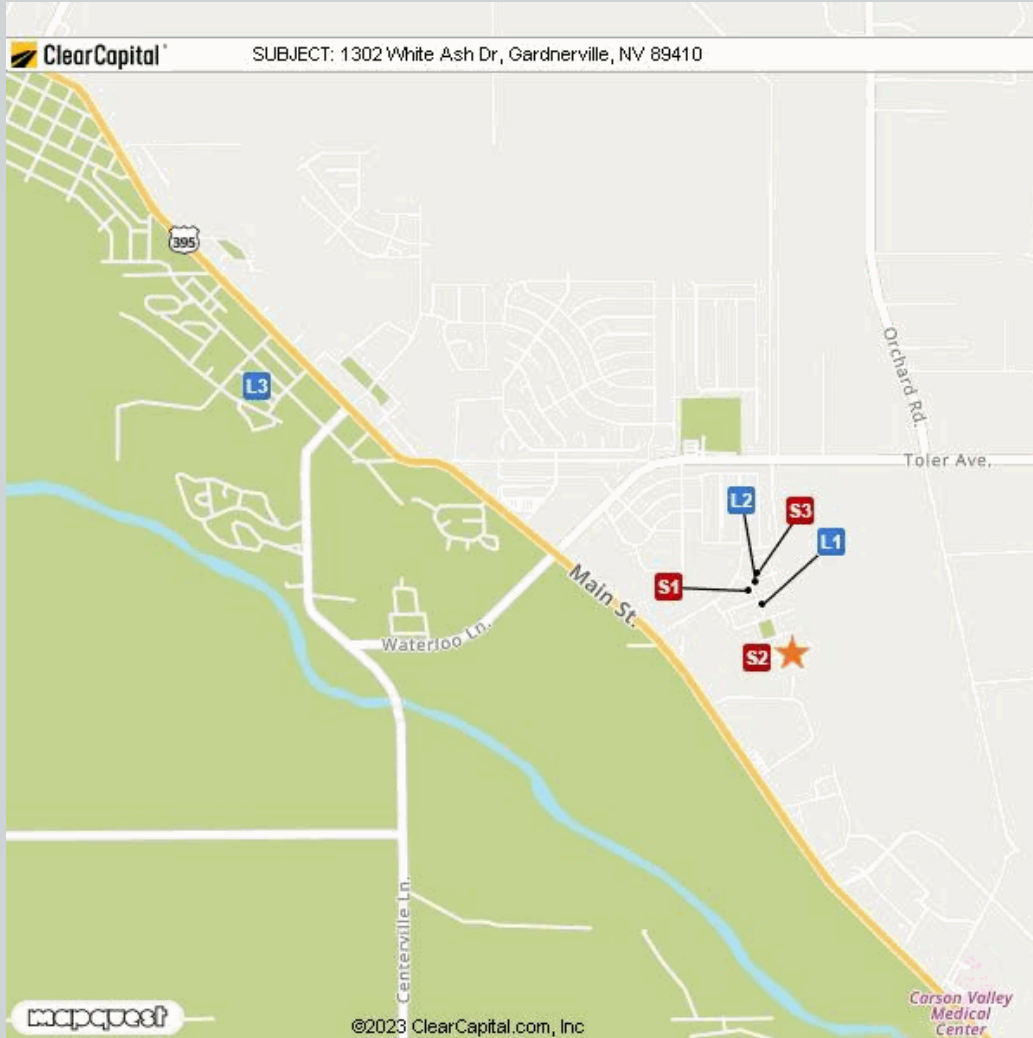 ClearCapital
SUBJECT: 1302 White Ash Dr, Gardnerville, NV 89410
395
Orchard Rd.
L3
Toler Ave.
L2
S3
L1
Main St.
S1
Waterloo Ln.
S2
Centerville Ln.
Carson Valley
Medical
Center
mapquest
©2023 ClearCapital.com, Inc